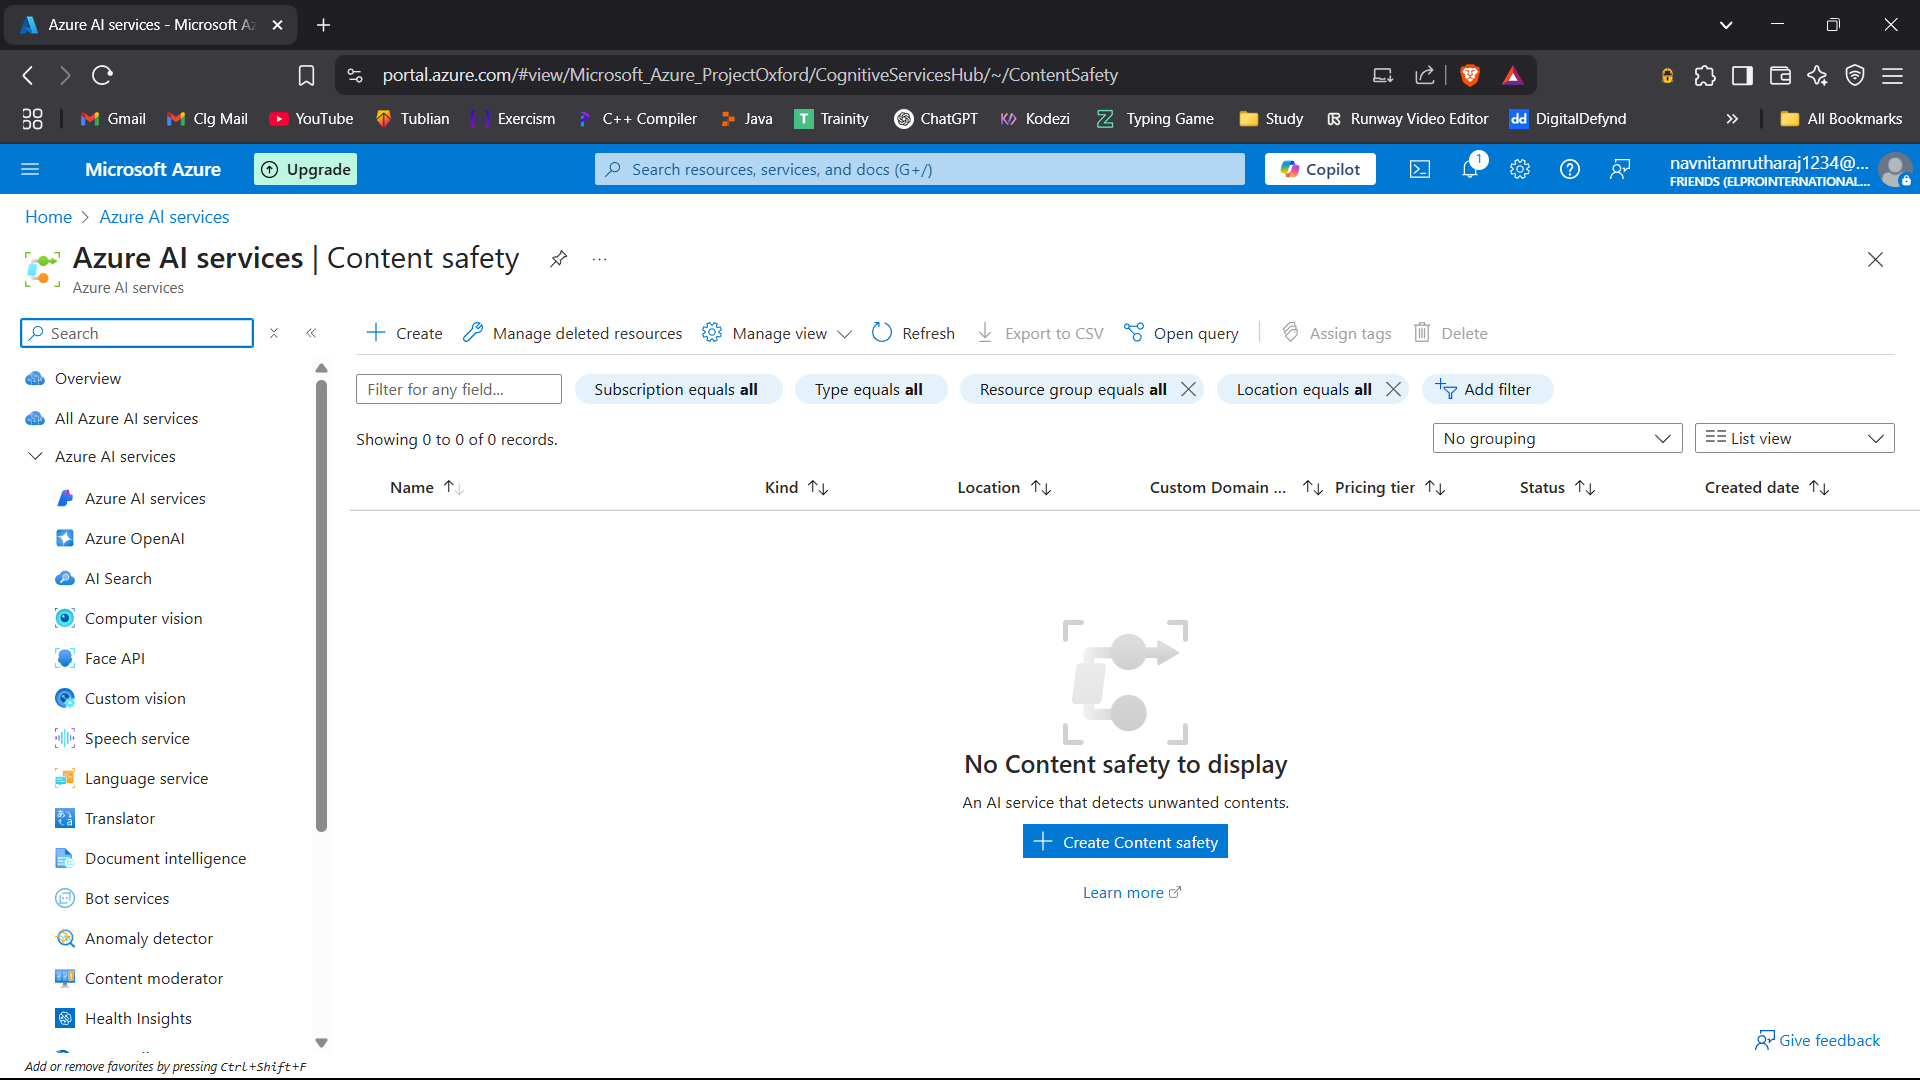 Azure AI services - Microsoft Az
portal.azure.com/#view/Microsoft_Azure_ProjectOxford/CognitiveServicesHub/~/ContentSafety
Gmail
Clg Mail
YouTube
Tublian
Exercism
C++ Compiler
Java
Trainity
ChatGPT
Kodezi
Typing Game
Study
Runway Video Editor
DigitalDefynd
All Bookmarks
Microsoft Azure
Upgrade
Search resources, services, and docs (G+/)
Copilot
1
navnitamrutharaj1234@...
FRIENDS (ELPROINTERNATIONAL...
Home > Azure AI services
Azure AI services | Content safety
Azure AI services
Search
Create
Manage deleted resources
Manage view
Refresh
Export to CSV
Open query
Assign tags
Delete
Overview
All Azure AI services
Azure AI services
Azure AI services
Azure OpenAI
AI Search
Computer vision
Face API
Custom vision
Speech service
Language service
Translator
Document intelligence
Bot services
Anomaly detector
Content moderator
Health Insights
Add or remove favorites by pressing Ctrl+Shift+F
Filter for any field...
Subscription equals all
Type equals all
Resource group equals all
Location equals all
Add filter
Showing 0 to 0 of 0 records.
No grouping
List view
Name
Kind
Location
Custom Domain ...
Pricing tier
Status
Created date
No Content safety to display
An AI service that detects unwanted contents.
Create Content safety
Learn more
Give feedback